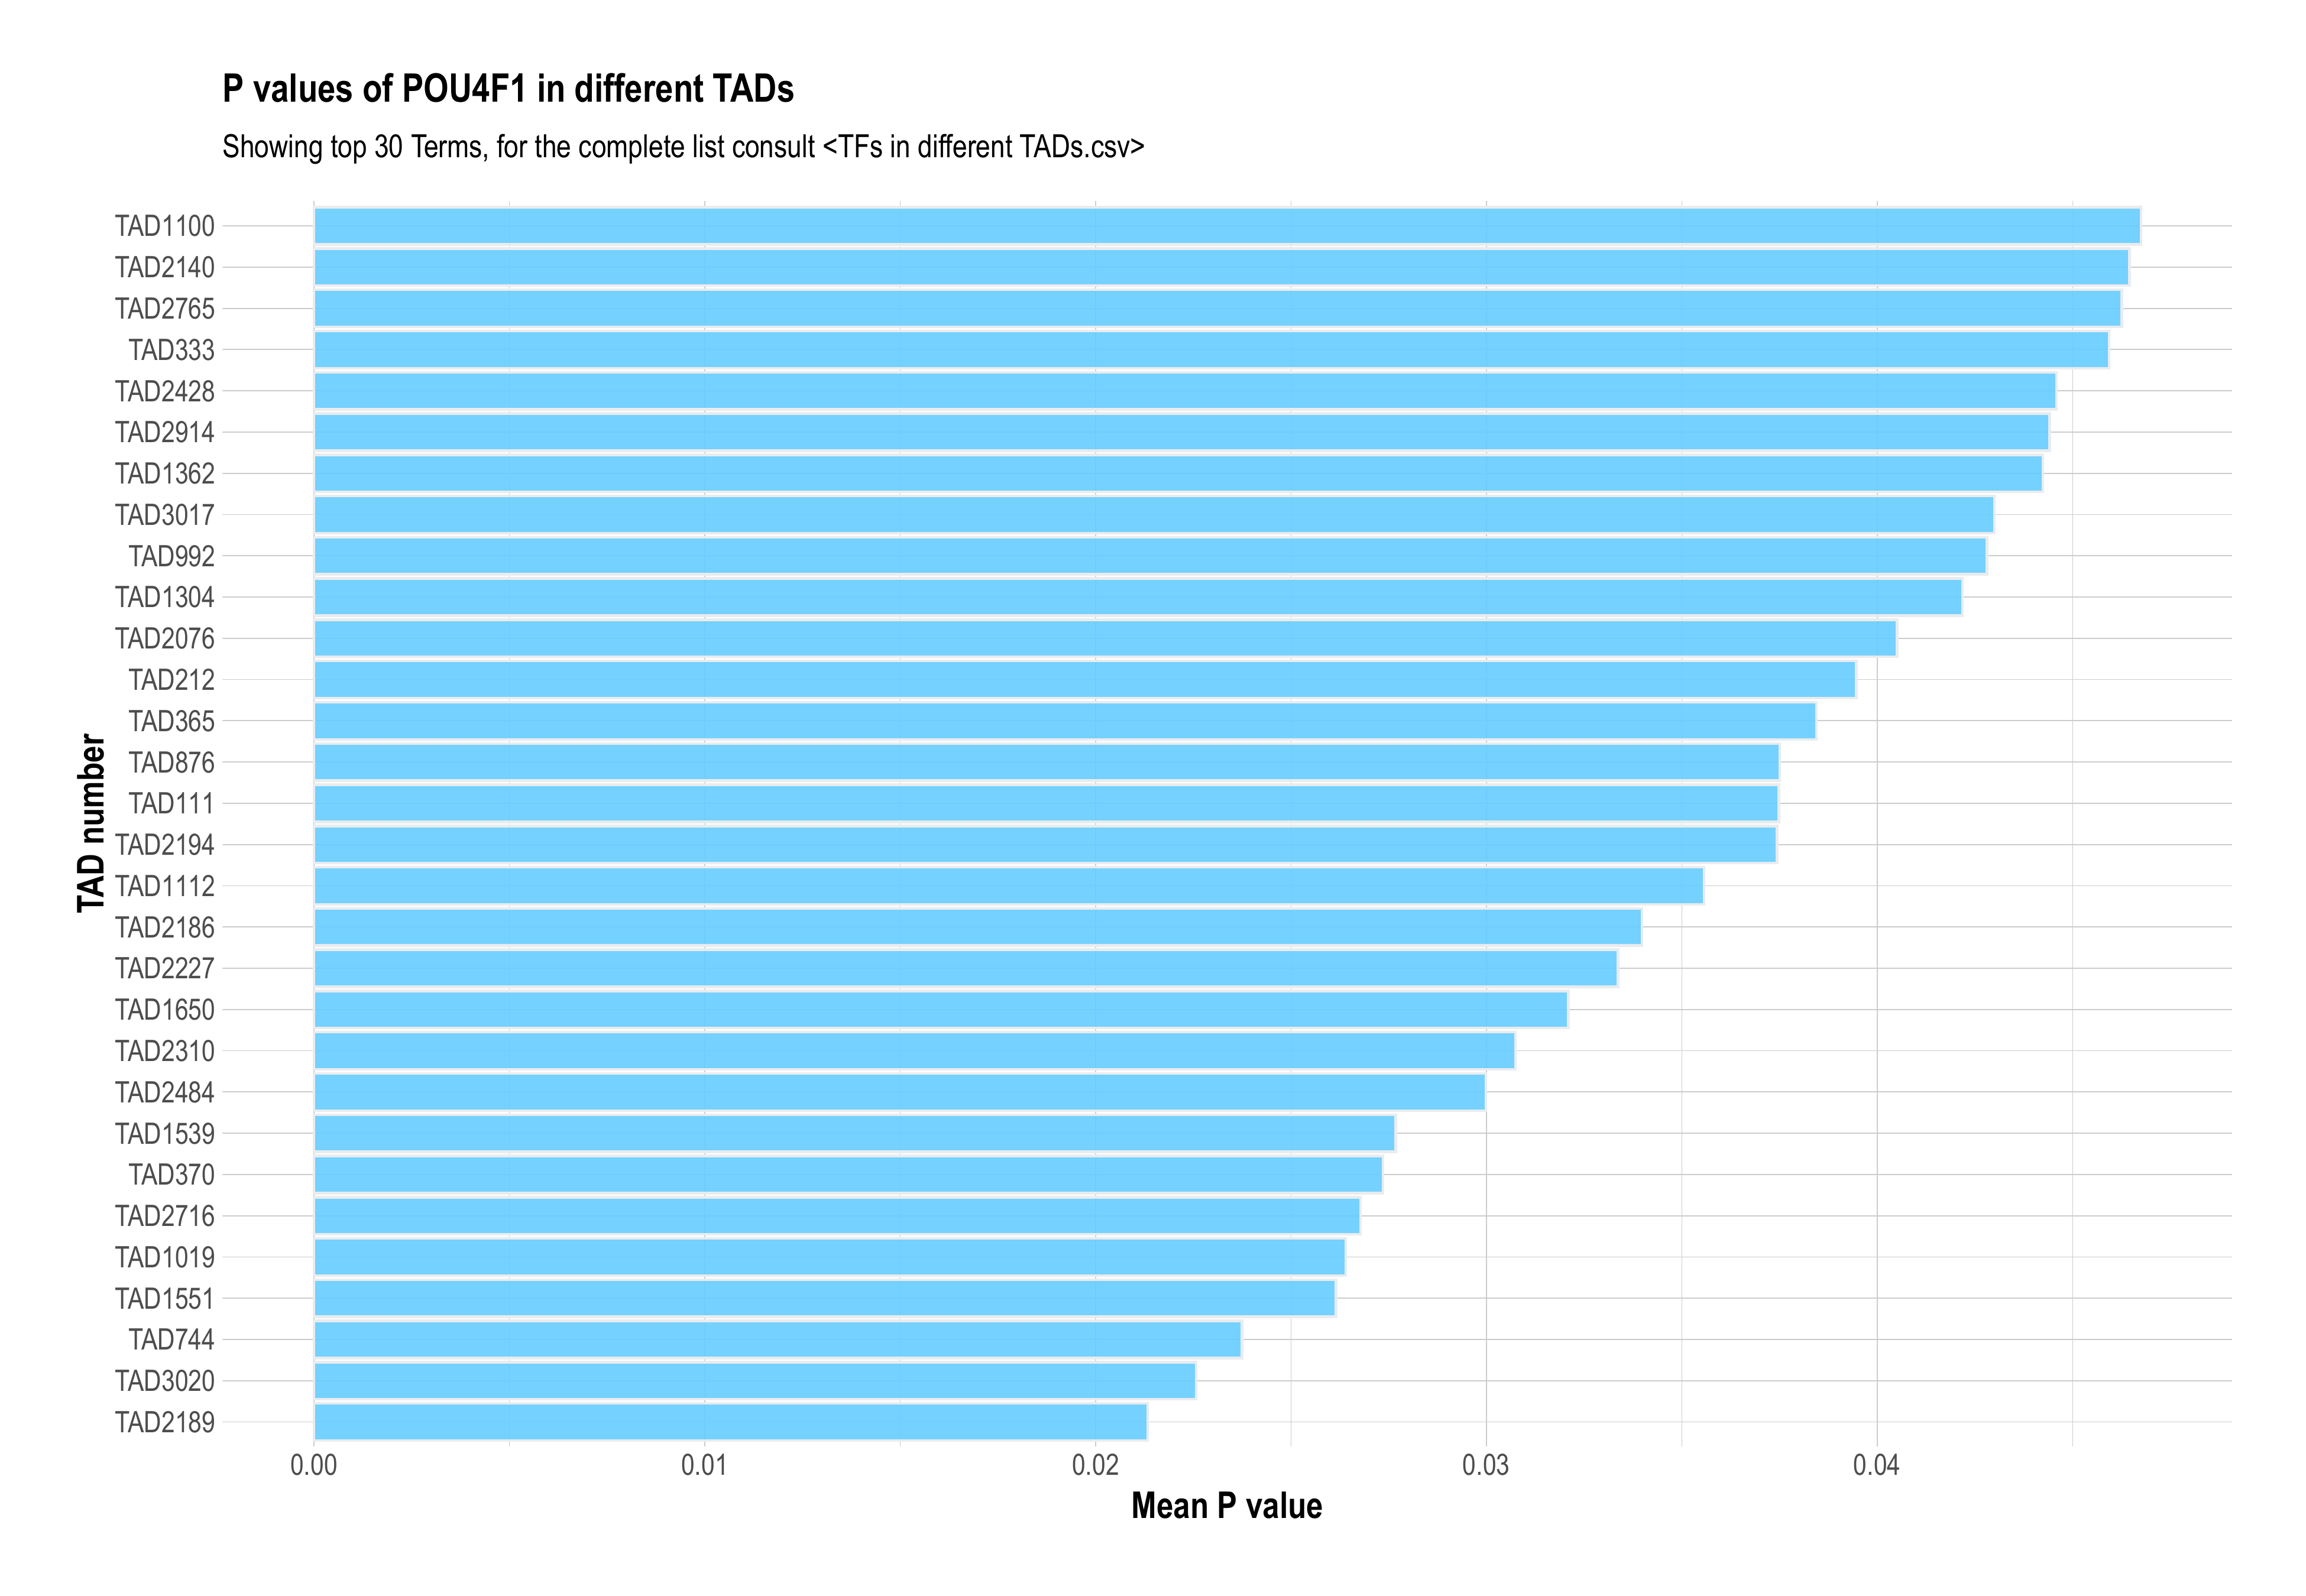 P values of POU4F1 in different TADs
Showing top 30 Terms, for the complete list consult <TFs in different TADs.csv>
TAD number
TAD1100
TAD2140
TAD2765
TAD333
TAD2428
TAD2914
TAD1362
TAD3017
TAD992
TAD1304
TAD2076
TAD212
TAD365
TAD876
TAD111
TAD2194
TAD1112
TAD2186
TAD2227
TAD1650
TAD2310
TAD2484
TAD1539
TAD370
TAD2716
TAD1019
TAD1551
TAD744
TAD3020
TAD2189
0.00 0.01 0.02 0.03 0.04
Mean P value